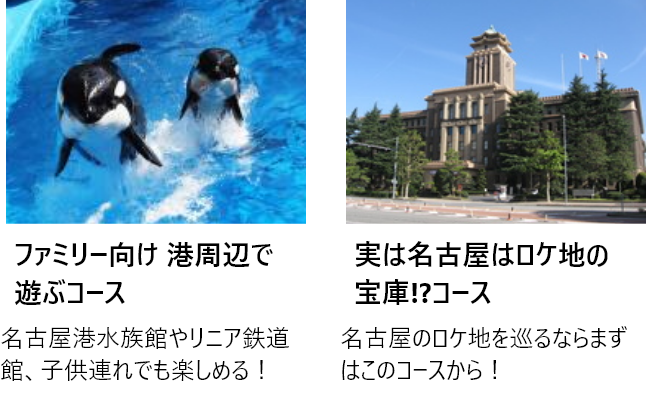 ファミリー向け 港周辺で
遊ぶコース
名古屋港水族館やリニア鉄道
館、子供連れでも楽しめる！
実は名古屋はロケ地の
宝庫!?コース
名古屋のロケ地を巡るならまず
はこのコースから！